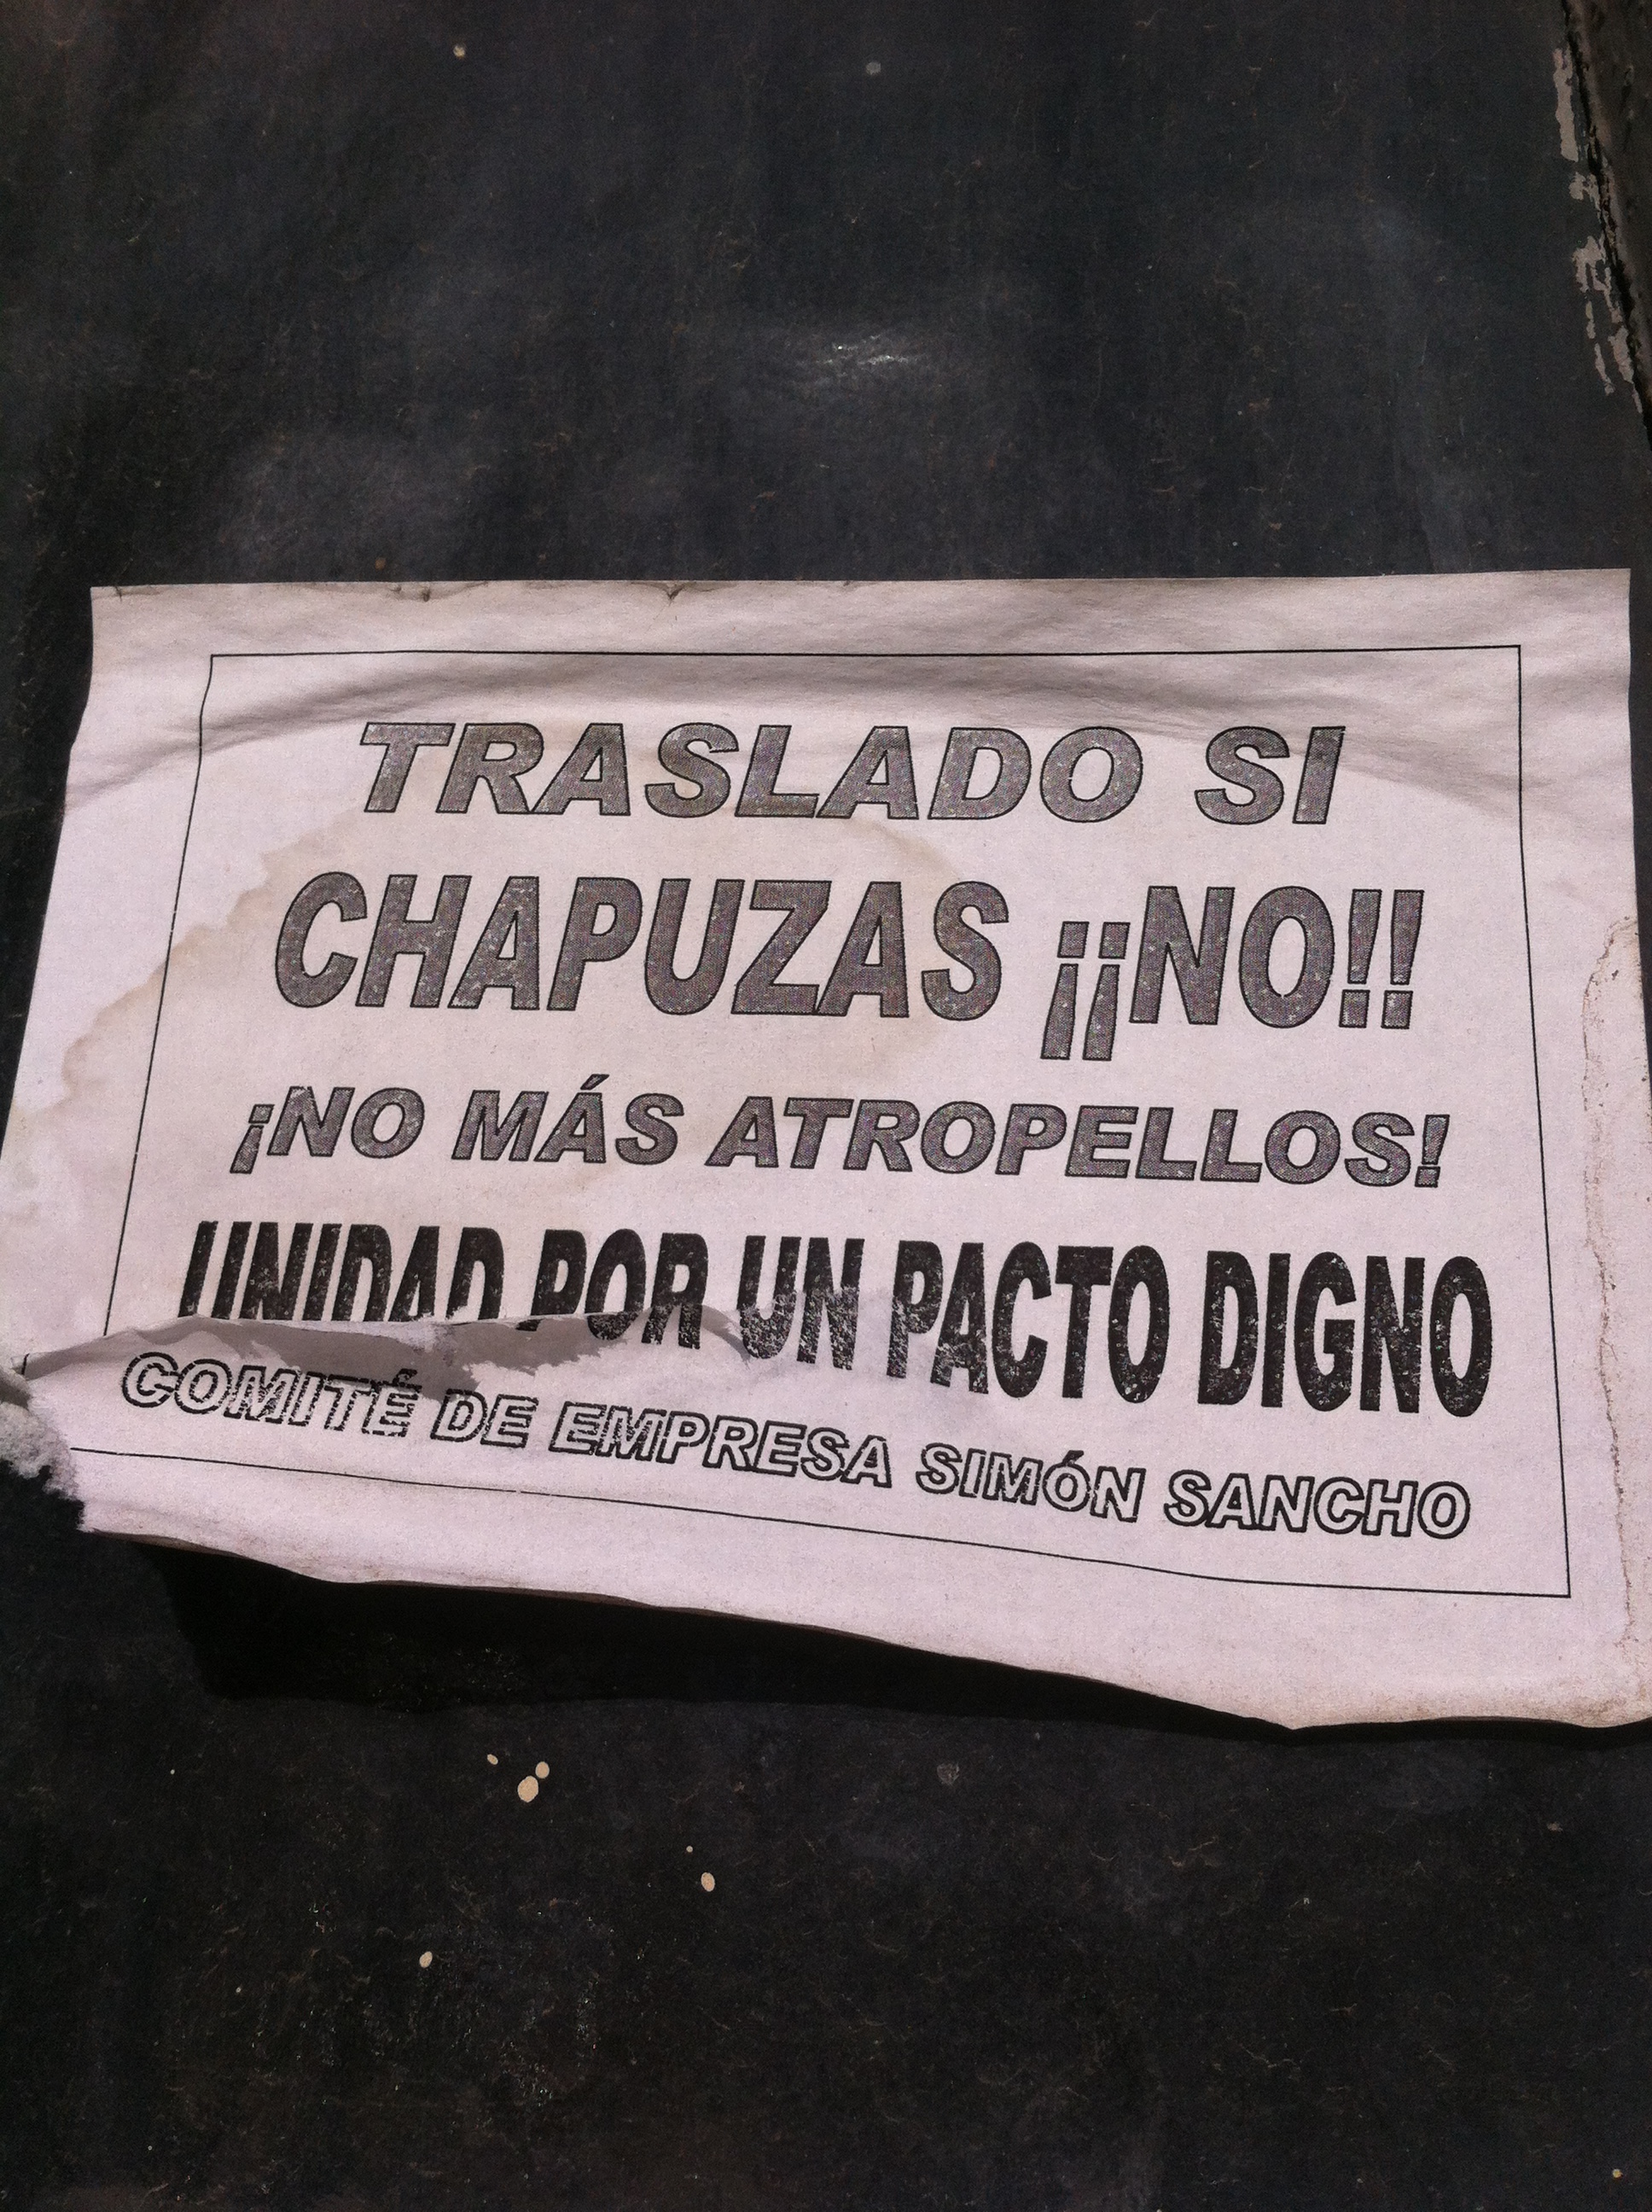 TRASLADO SI
CHAPUZAS ¡¡NO!!
¡NO MÁS ATROPELLOS!
UNIDAD POR UN PACTO DIGNO
COMITÉ DE EMPRESA SIMÓN SANCHO